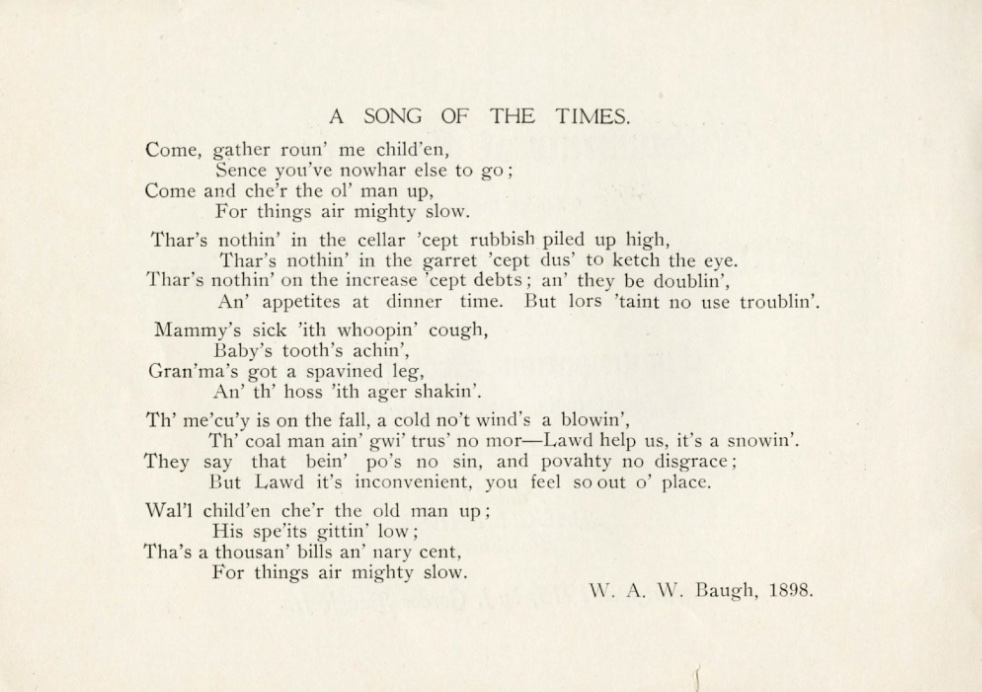 A SONG OF THE TIMES.
Come, gather roun' me child'en,
Sence you've nowhar else to go;
Come and che'r the ol' man up,
For things air mighty slow.
Thar's nothin' in the cellar 'cept rubbish piled up high,
Thar's nothin' in the garret 'cept dus' to ketch the eye.
Thar's nothin' on the increase 'cept debts; an' they be doublin',
An' appetites at dinner time. But lors 'taint no use troublin'.
Mammy's sick 'ith whoopin' cough,
Baby's tooth's achin',
Gran'ma's got a spavined leg,
An' th' hoss 'ith ager shakin'.
Th' me'cu'y is on the fall, a cold no't wind's a blowin',
Th' coal man ain' gwi' trus' no mor—Lawd help us, it's a snowin'.
They say that bein' po's no sin, and povahty no disgrace;
But Lawd it's inconvenient, you feel so out o' place.
Wal'l child'en che'r the old man up;
His spe'its gittin' low;
Tha's a thousan' bills an' nary cent,
For things air mighty slow.
W. A. W. Baugh, 1898.